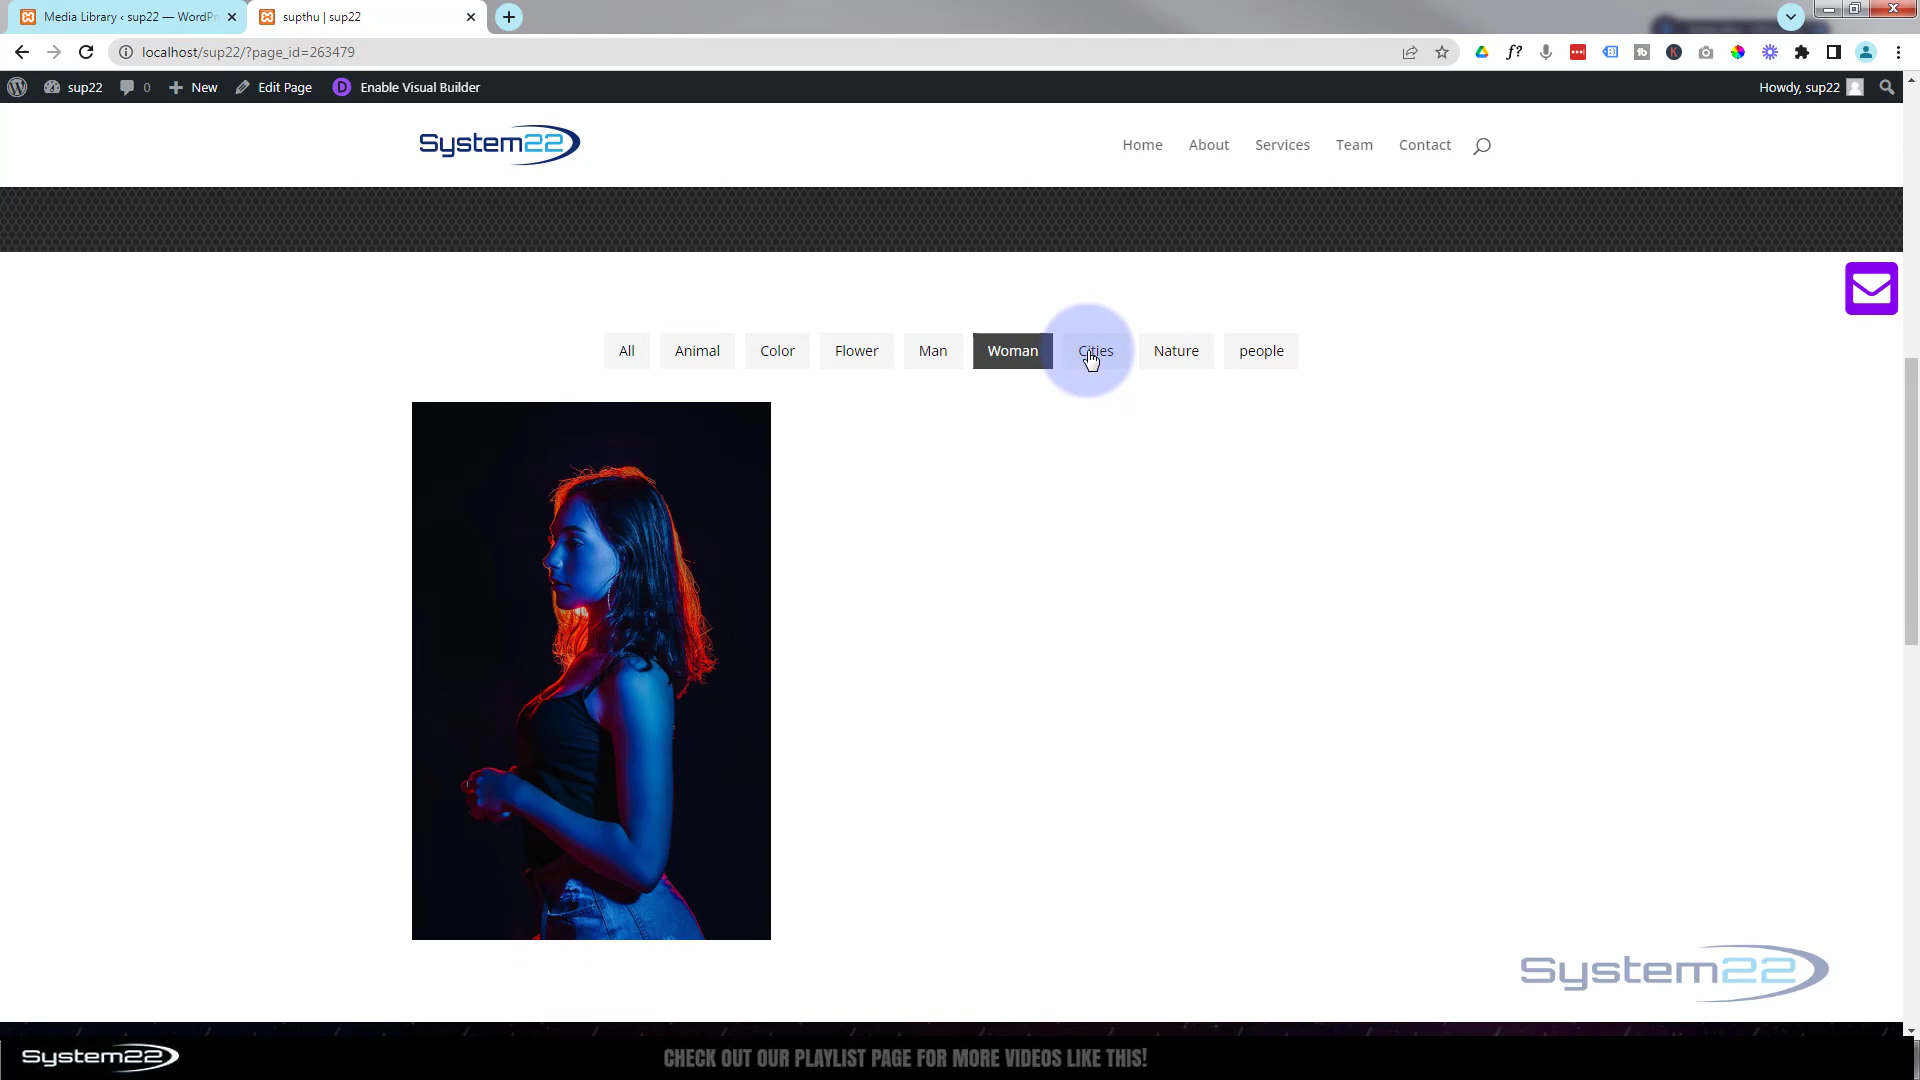 Media Library ‹ sup22 — WordPr
supthu | sup22
localhost/sup22/?page_id=263479
sup22
0
New
Edit Page
Enable Visual Builder
Howdy, sup22
System22
Home
About
Services
Team
Contact
All
Animal
Color
Flower
Man
Woman
Cities
Nature
people
System22
System22
CHECK OUT OUR PLAYLIST PAGE FOR MORE VIDEOS LIKE THIS!